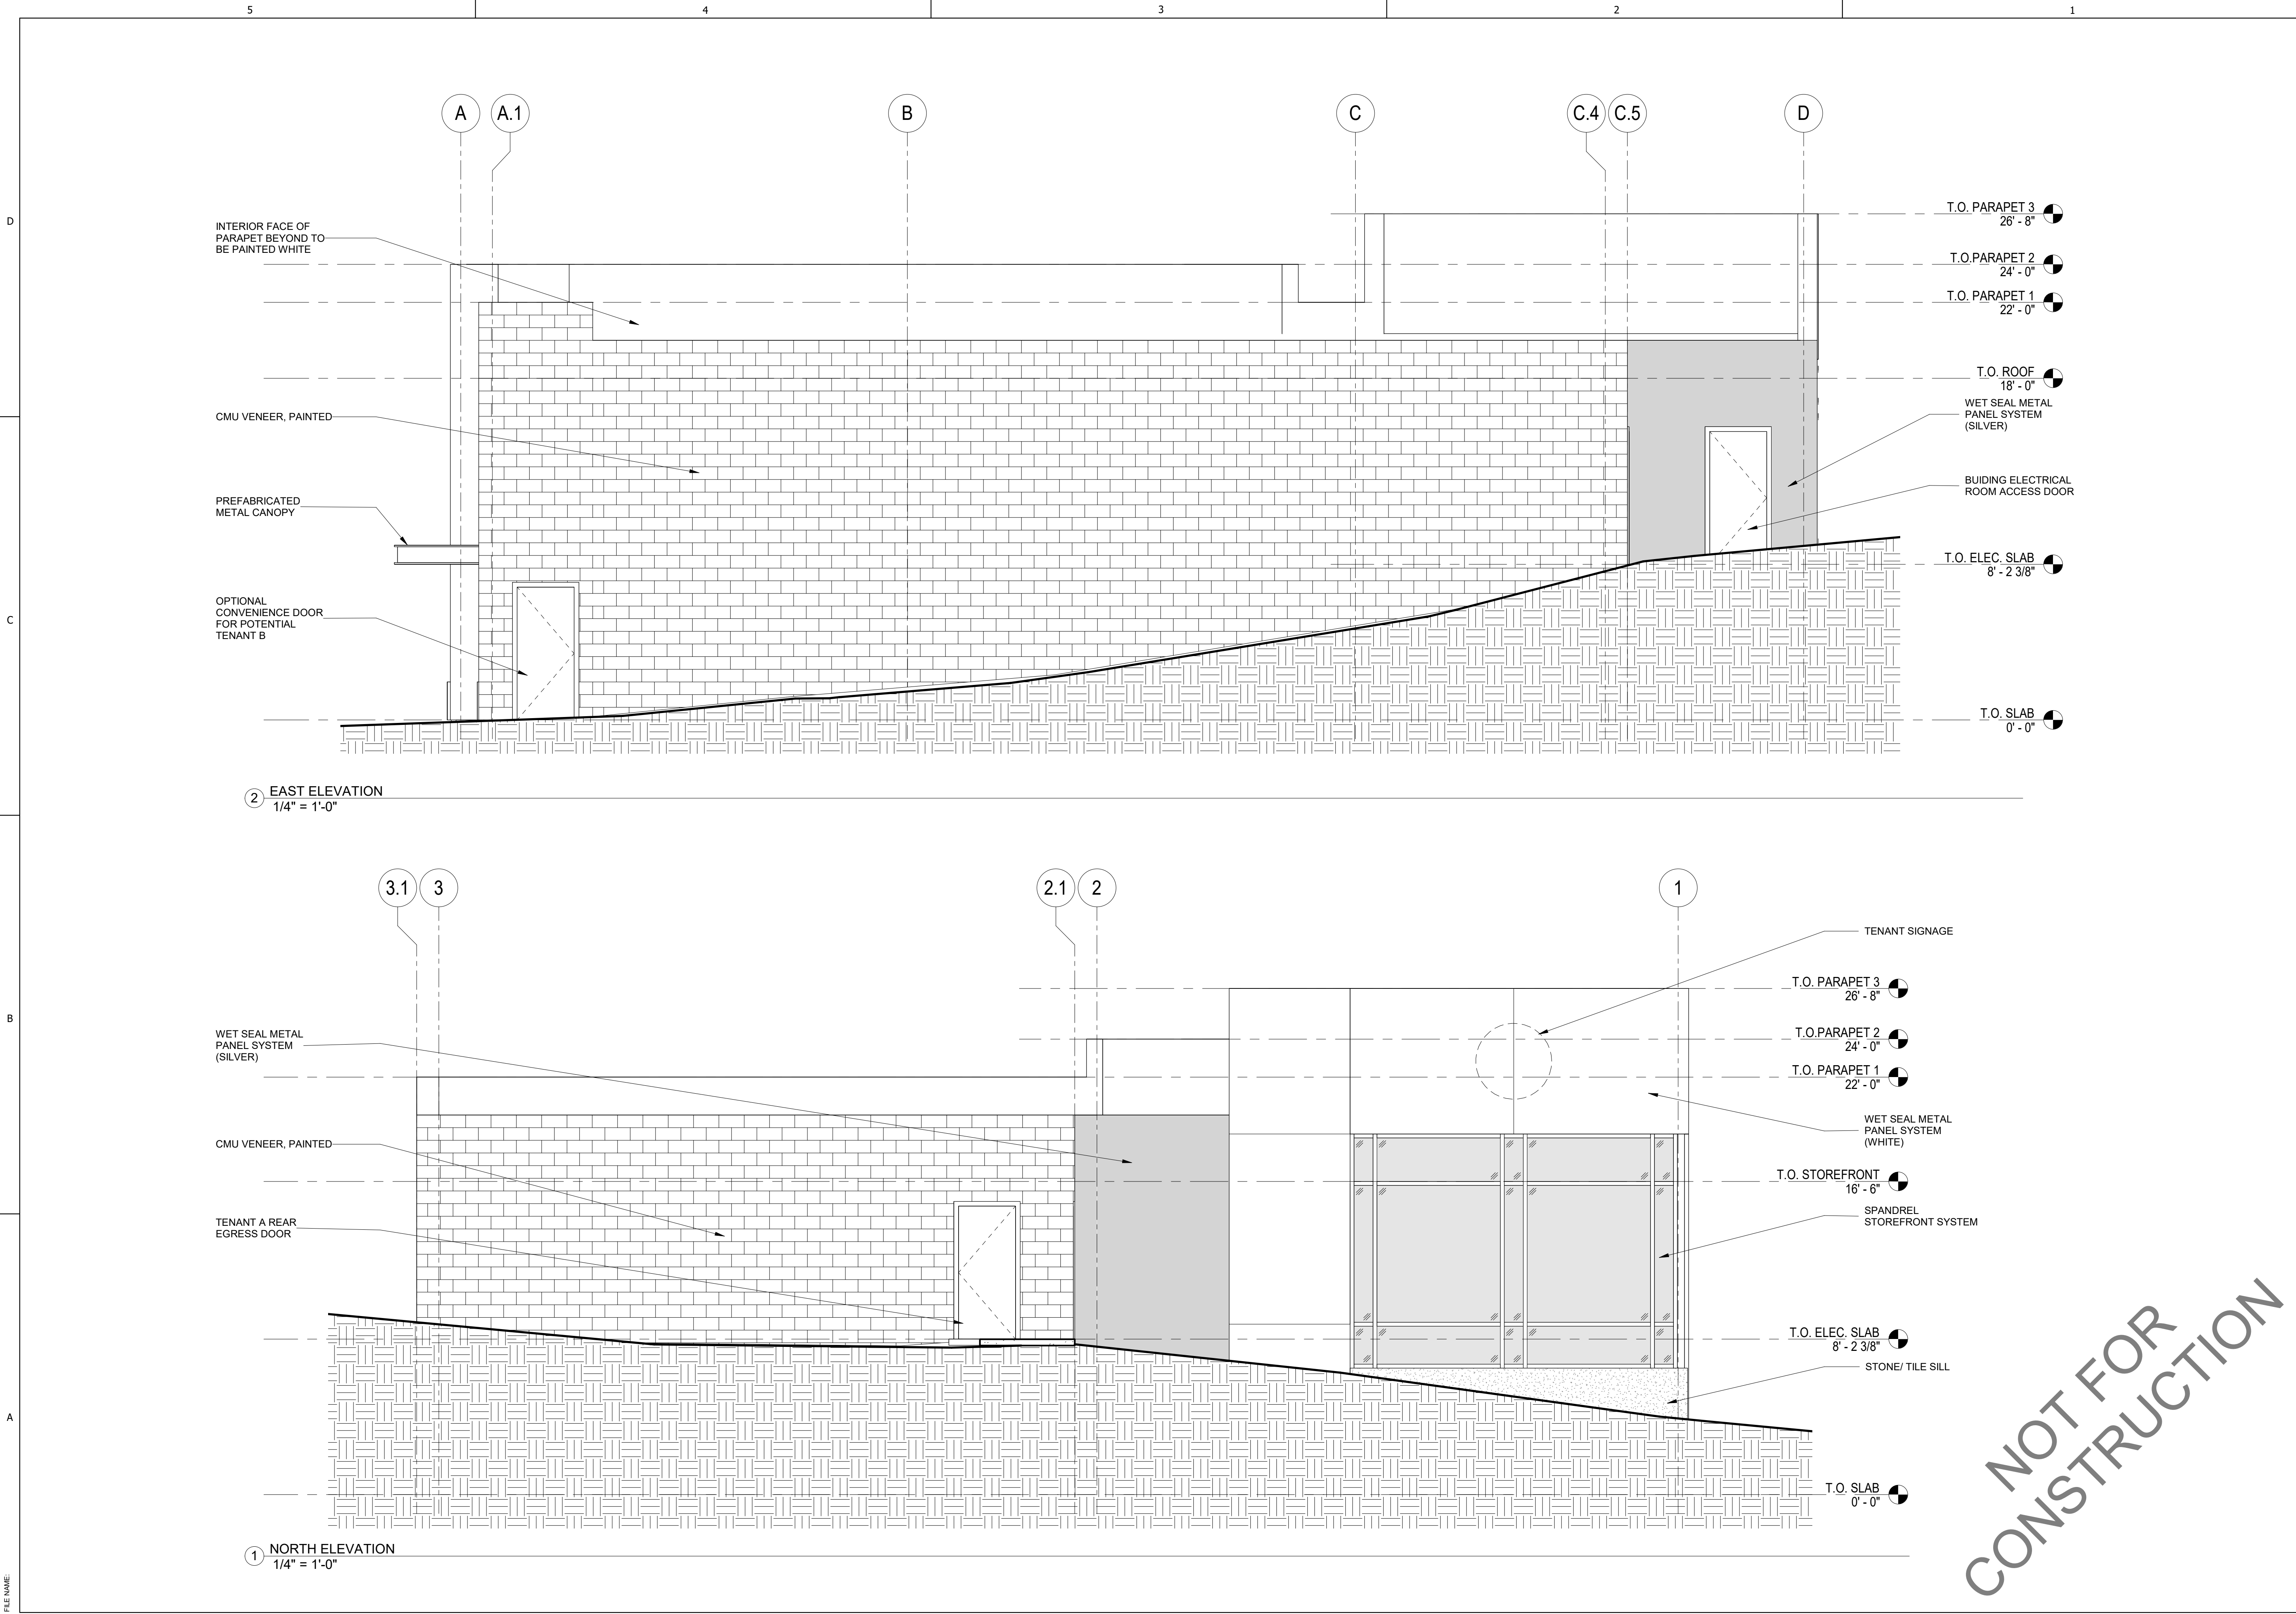 5
4
3
2
1
D
C
B
A
A
A.1
B
C
C.4
C.5
D
INTERIOR FACE OF
PARAPET BEYOND TO
BE PAINTED WHITE
CMU VENEER, PAINTED
PREFABRICATED
METAL CANOPY
OPTIONAL
CONVENIENCE DOOR
FOR POTENTIAL
TENANT B
T.O. PARAPET 3
26' - 8"
T.O.PARAPET 2
24' - 0"
T.O. PARAPET 1
22' - 0"
T.O. ROOF
18' - 0"
WET SEAL METAL
PANEL SYSTEM
(SILVER)
BUIDING ELECTRICAL
ROOM ACCESS DOOR
T.O. ELEC. SLAB
8' - 2 3/8"
T.O. SLAB
0' - 0"
2
EAST ELEVATION
1/4" = 1'-0"
3.1
3
2.1
2
1
WET SEAL METAL
PANEL SYSTEM
(SILVER)
CMU VENEER, PAINTED
TENANT A REAR
EGRESS DOOR
TENANT SIGNAGE
T.O. PARAPET 3
26' - 8"
T.O.PARAPET 2
24' - 0"
T.O. PARAPET 1
22' - 0"
WET SEAL METAL
PANEL SYSTEM
(WHITE)
T.O. STOREFRONT
16' - 6"
SPANDREL
STOREFRONT SYSTEM
T.O. ELEC. SLAB
8' - 2 3/8"
STONE/ TILE SILL
T.O. SLAB
0' - 0"
1
NORTH ELEVATION
1/4" = 1'-0"
NOT FOR
CONSTRUCTION
FILE NAME: